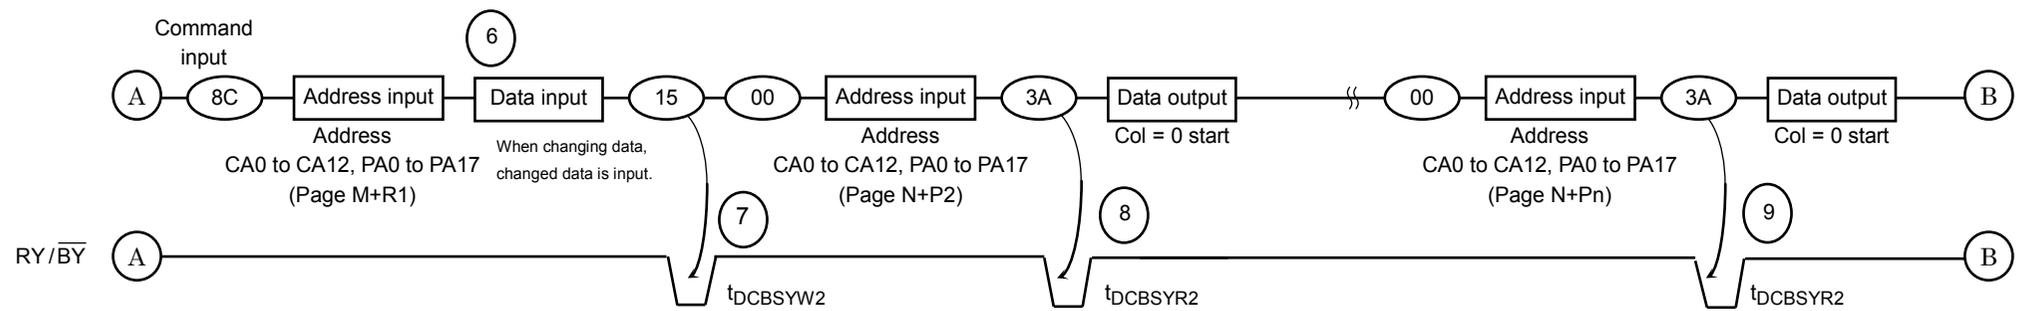 Command
input
6
A 8C Address input Data input 15 00 Address input 3A Data output 00 Address input 3A Data output B
Address
CA0 to CA12, PA0 to PA17
(Page M+R1)
When changing data,
changed data is input.
Address
CA0 to CA12, PA0 to PA17
(Page N+P2)
Col = 0 start
Address
CA0 to CA12, PA0 to PA17
(Page N+Pn)
Col = 0 start
7
8
9
RY/B̅Y̅ A B
tDCBSYW2
tDCBSYR2
tDCBSYR2